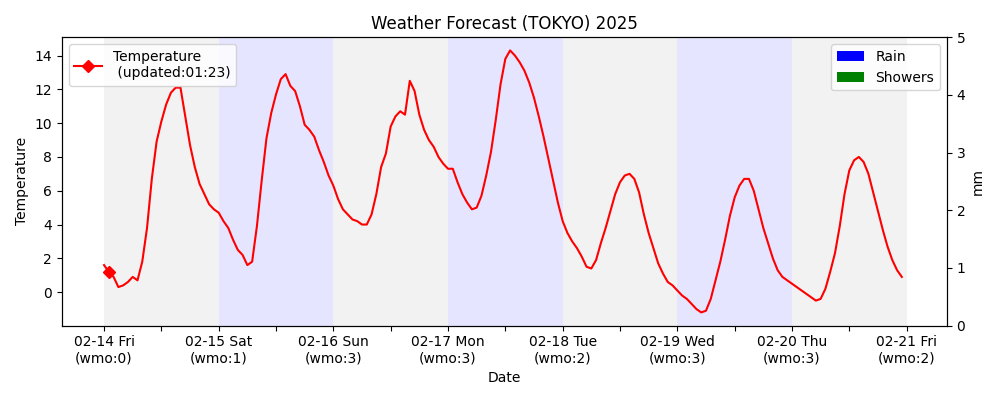 Weather Forecast (TOKYO) 2025
Temperature
(updated:01:23)
Rain
Showers
Temperature
14
12
10
8
6
4
2
0
5
4
3
2
1
0
mm
02-14 Fri
(wmo:0)
02-15 Sat
(wmo:1)
02-16 Sun
(wmo:3)
02-17 Mon
(wmo:3)
02-18 Tue
(wmo:2)
02-19 Wed
(wmo:3)
02-20 Thu
(wmo:3)
02-21 Fri
(wmo:2)
Date